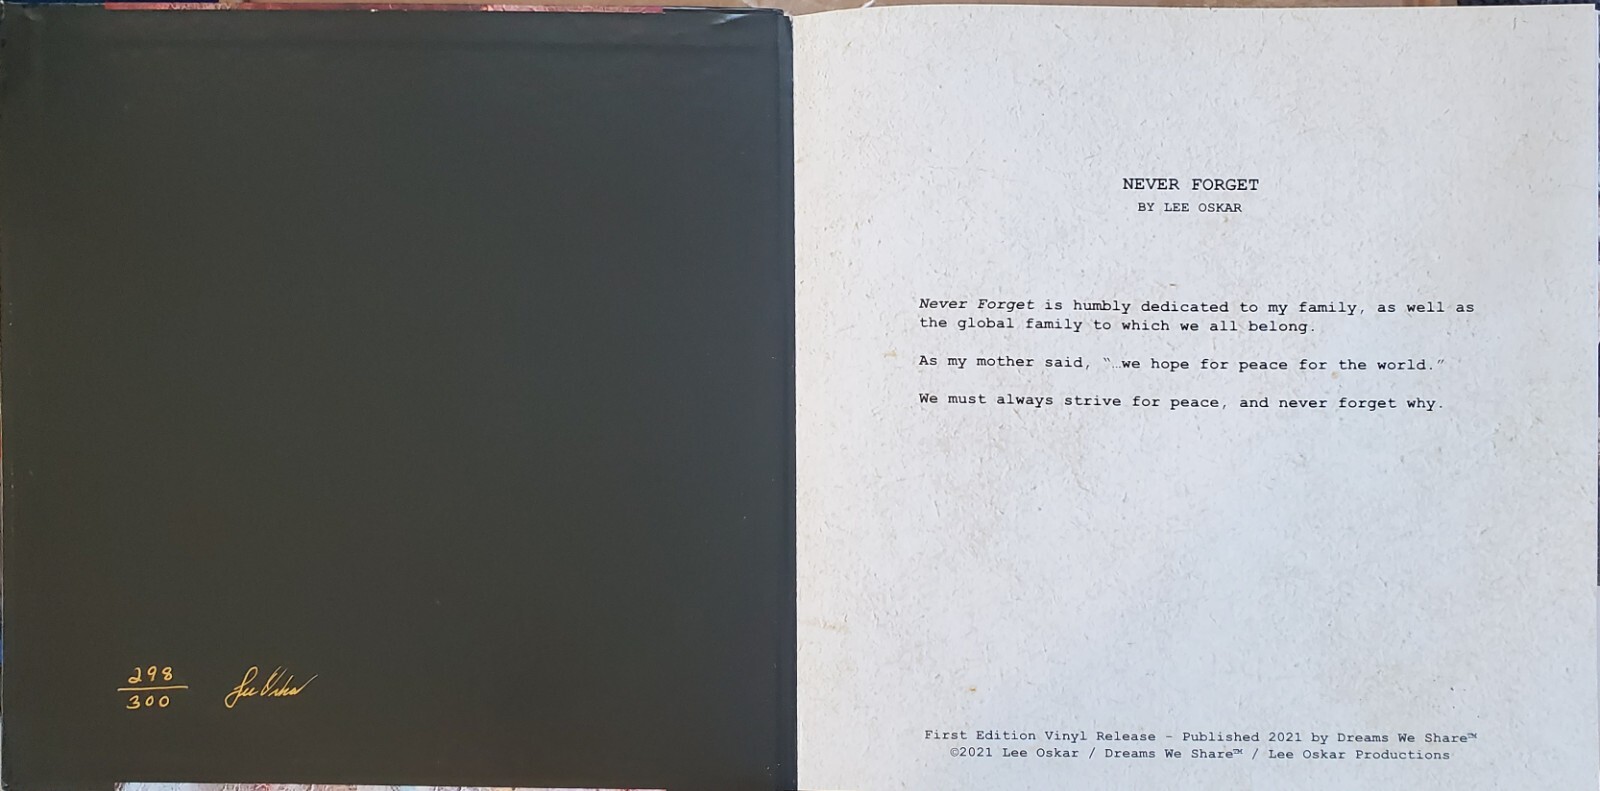 298
300
Lee Oskar
NEVER FORGET
BY LEE OSKAR
Never Forget is humbly dedicated to my family, as well as
the global family to which we all belong.
As my mother said, “…we hope for peace for the world.”
We must always strive for peace, and never forget why.
First Edition Vinyl Release – Published 2021 by Dreams We Share™
©2021 Lee Oskar / Dreams We Share™ / Lee Oskar Productions